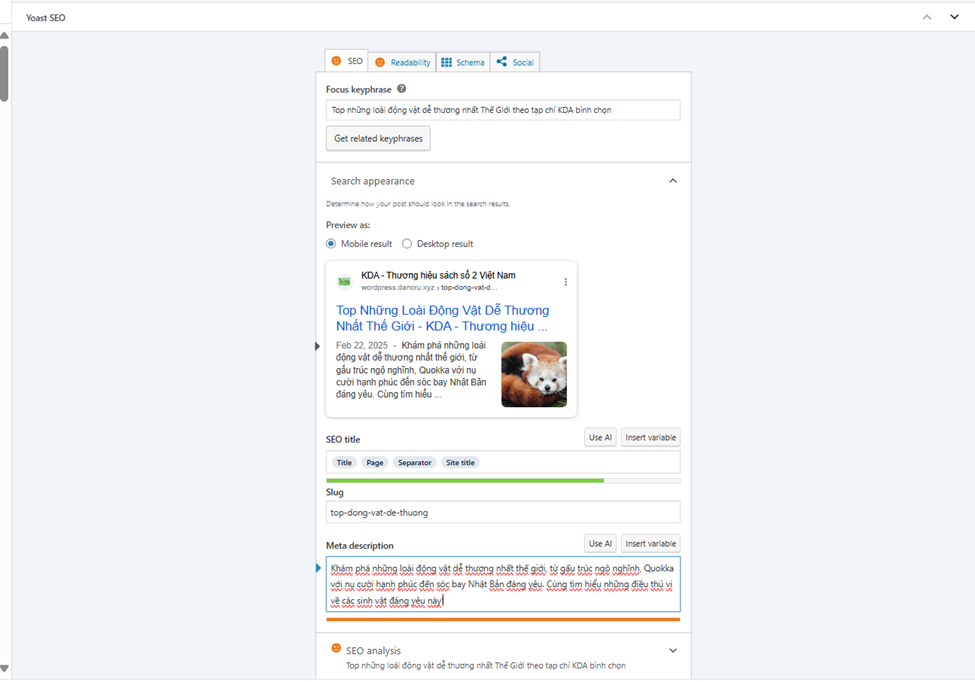 Yoast SEO
SEO
Readability
Schema
Social
Focus keyphrase
Top những loài động vật dễ thương nhất Thế Giới theo tạp chí KDA bình chọn
Get related keyphrases
Search appearance
Determine how your post should look in the search results.
Preview as:
Mobile result
Desktop result
KDA - Thương hiệu sách số 2 Việt Nam
wordpress.dancru.xyz › top-dong-vat-d...
Top Những Loài Động Vật Dễ Thương
Nhất Thế Giới - KDA - Thương hiệu ...
Feb 22, 2025 - Khám phá những loài
động vật dễ thương nhất thế giới, từ
gấu trúc ngộ nghĩnh, Quokka với nụ
cười hạnh phúc đến sóc bay Nhật Bản
đáng yêu. Cùng tìm hiểu ...
SEO title
Use AI
Insert variable
Title
Page
Separator
Site title
Slug
top-dong-vat-de-thuong
Meta description
Use AI
Insert variable
Khám phá những loài động vật dễ thương nhất thế giới, từ gấu trúc ngộ nghĩnh, Quokka
với nụ cười hạnh phúc đến sóc bay Nhật Bản đáng yêu. Cùng tìm hiểu những điều thú vị
về các sinh vật đáng yêu này!
SEO analysis
Top những loài động vật dễ thương nhất Thế Giới theo tạp chí KDA bình chọn